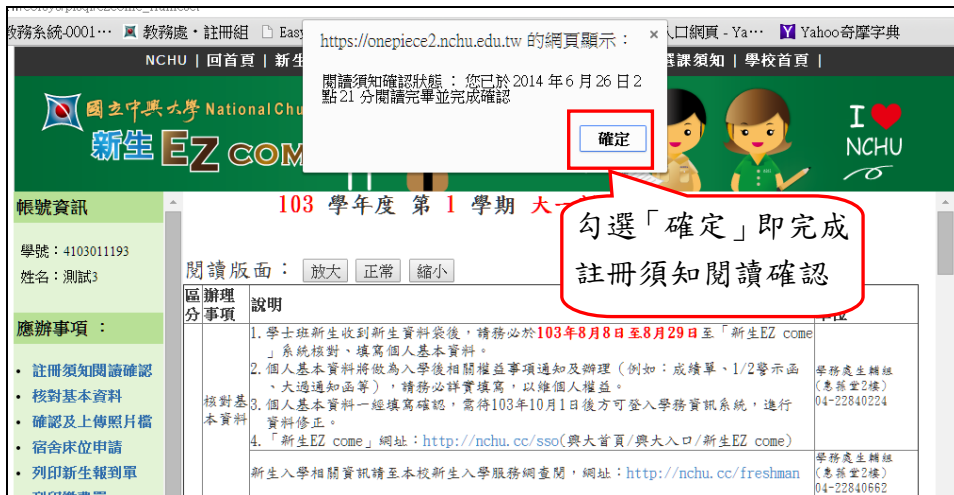 教務系統-0001… 教務處・註冊組 Easy 入口網頁 - Ya… Yahoo奇摩字典
https://onepiece2.nchu.edu.tw 的網頁顯示： ×
閱讀須知確認狀態 ： 您已於 2014 年 6 月 26 日 2
點 21 分閱讀完畢並完成確認
確定
NCHU | 回首頁 | 新生
選課須知 | 學校首頁 |
國立中興大學 National Chu
新生 EZ COM
I
NCHU
勾選「確定」即完成
註冊須知閱讀確認
帳號資訊
學號：4103011193
姓名：測試3
應辦事項 ：
• 註冊須知閱讀確認
• 核對基本資料
• 確認及上傳照片檔
• 宿舍床位申請
• 列印新生報到單
103 學年度 第 1 學期 大一
閱讀版面： 放大 正常 縮小
區分 辦理事項 說明 單位
核對基本資料
1. 學士班新生收到新生資料袋後，請務必於103年8月8日至8月29日至「新生EZ come
」系統核對、填寫個人基本資料。
2. 個人基本資料將做為入學後相關權益事項通知及辦理（例如：成績單、1/2警示函
、大過通知函等），請務必詳實填寫，以維個人權益。
3. 個人基本資料一經填寫確認，需待103年10月1日後方可登入學務資訊系統，進行
資料修正。
4. 「新生EZ come」網址：http://nchu.cc/sso(興大首頁/興大入口/新生EZ come)
學務處生輔組
(惠蓀堂2樓)
04-22840224
新生入學相關資訊請至本校新生入學服務網查閱，網址：http://nchu.cc/freshman
學務處生輔組
(惠蓀堂2樓)
04-22840662